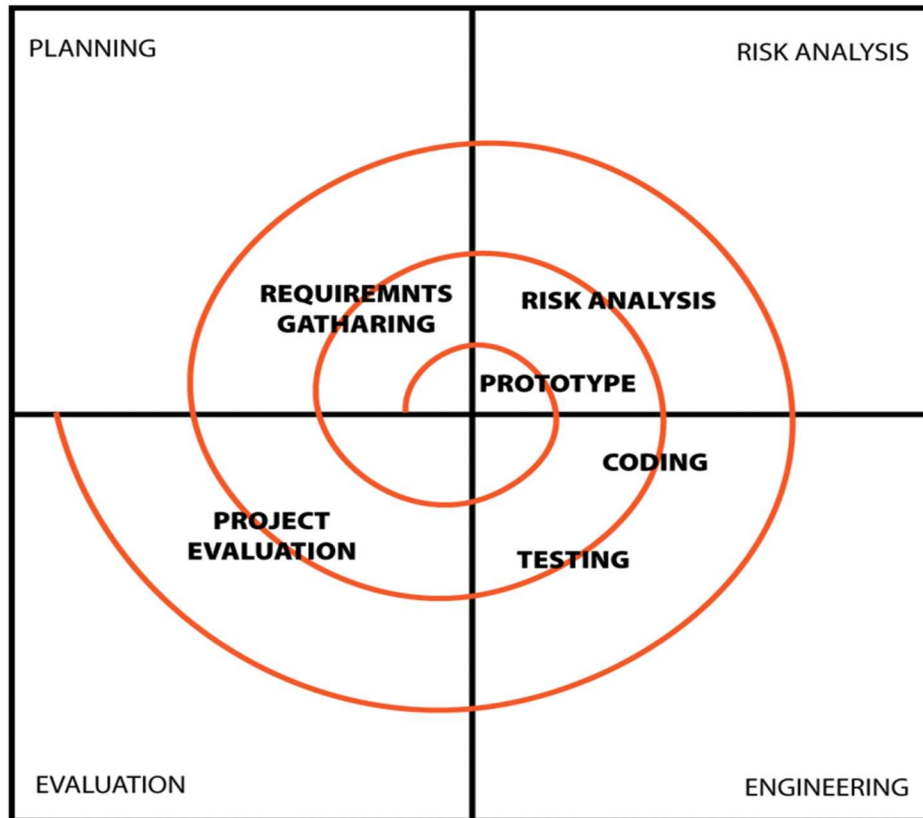 PLANNING
RISK ANALYSIS
REQUIREMNTS
GATHARING
RISK ANALYSIS
PROTOTYPE
CODING
PROJECT
EVALUATION
TESTING
EVALUATION
ENGINEERING